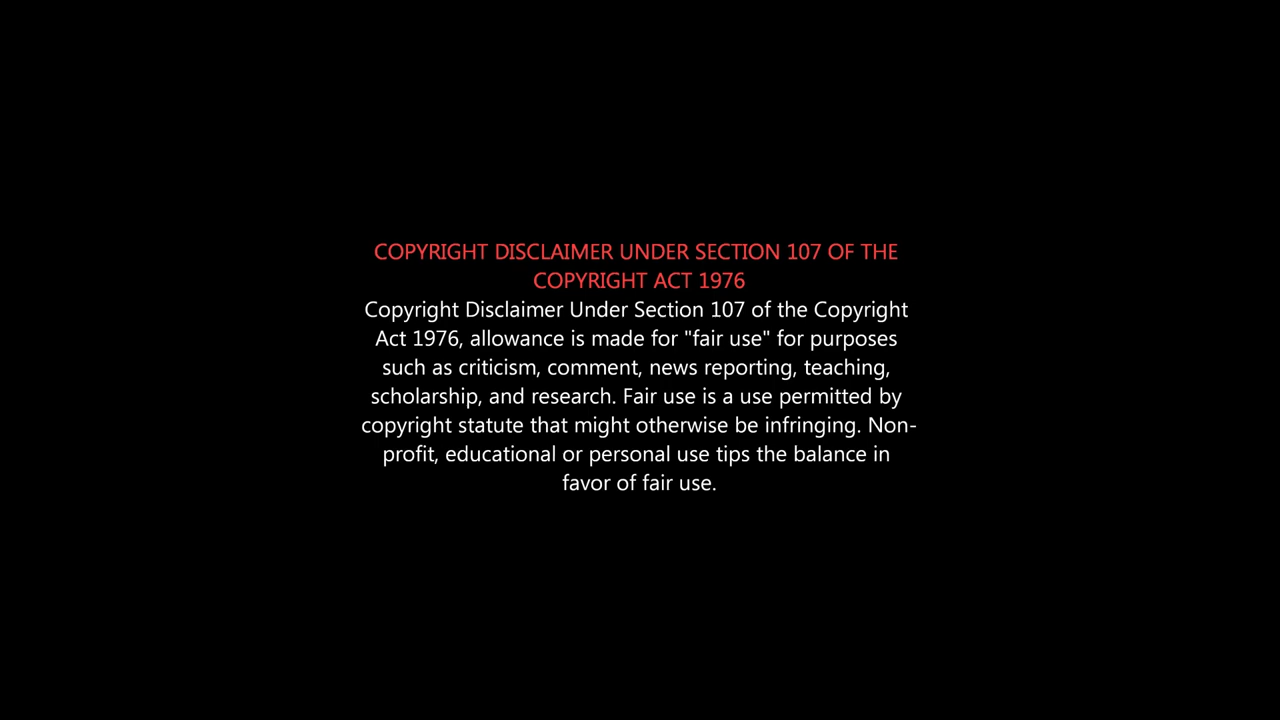 COPYRIGHT DISCLAIMER UNDER SECTION 107 OF THE
COPYRIGHT ACT 1976
Copyright Disclaimer Under Section 107 of the Copyright
Act 1976, allowance is made for "fair use" for purposes
such as criticism, comment, news reporting, teaching,
scholarship, and research. Fair use is a use permitted by
copyright statute that might otherwise be infringing. Non-
profit, educational or personal use tips the balance in
favor of fair use.